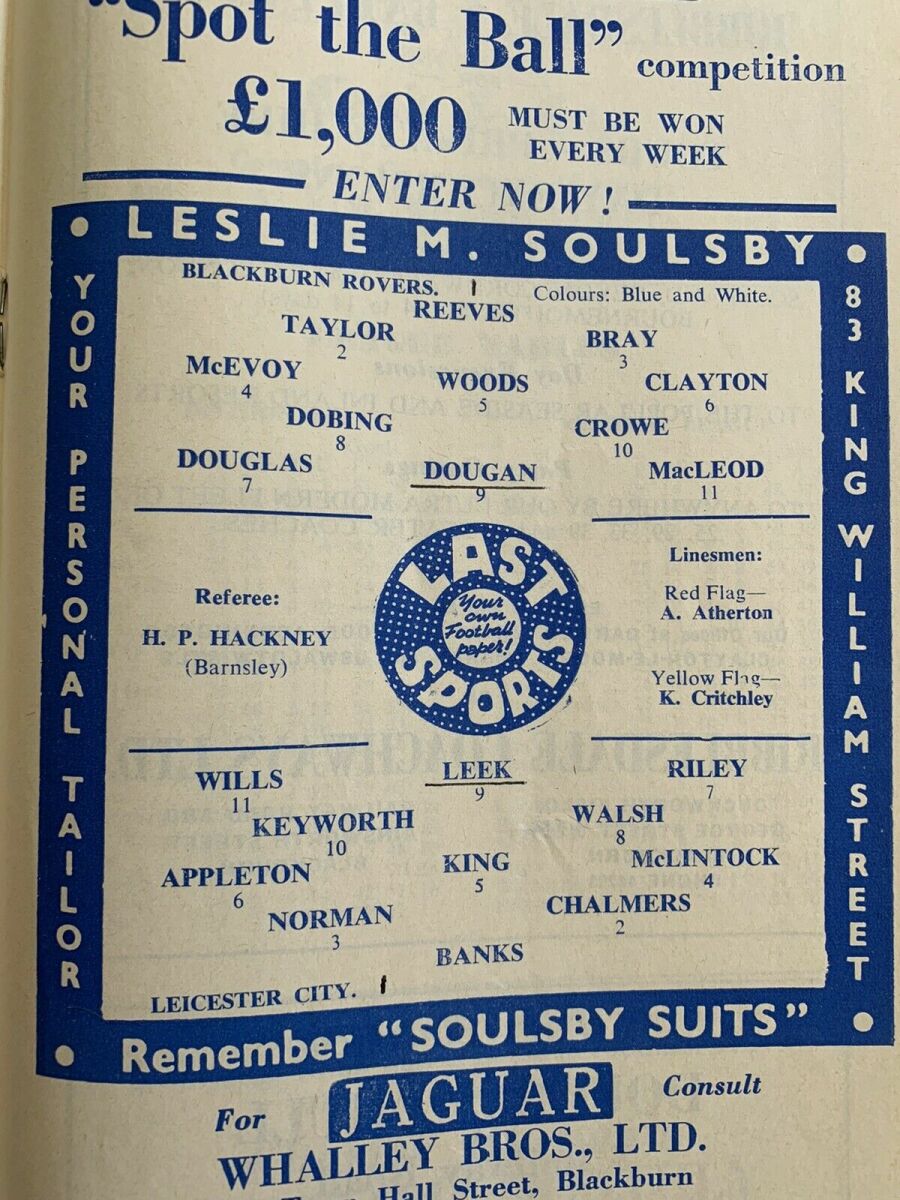 "Spot the Ball" competition
£1,000 MUST BE WON
EVERY WEEK
ENTER NOW !
LESLIE M. SOULSBY
YOUR PERSONAL TAILOR
83 KING WILLIAM STREET
BLACKBURN ROVERS. 1 Colours: Blue and White.
REEVES
TAYLOR BRAY
2 3
McEVOY WOODS CLAYTON
4 5 6
DOBING CROWE
8 10
DOUGLAS DOUGAN MacLEOD
7 9 11
Referee:
H. P. HACKNEY
(Barnsley)
LAST
Your
own
Football
paper!
SPORTS
Linesmen:
Red Flag—
A. Atherton
Yellow Flag—
K. Critchley
WILLS LEEK RILEY
11 9 7
KEYWORTH WALSH
10 8
APPLETON KING McLINTOCK
6 5 4
NORMAN CHALMERS
3 2
BANKS
LEICESTER CITY. 1
Remember "SOULSBY SUITS"
For JAGUAR Consult
WHALLEY BROS., LTD.
Hall Street, Blackburn